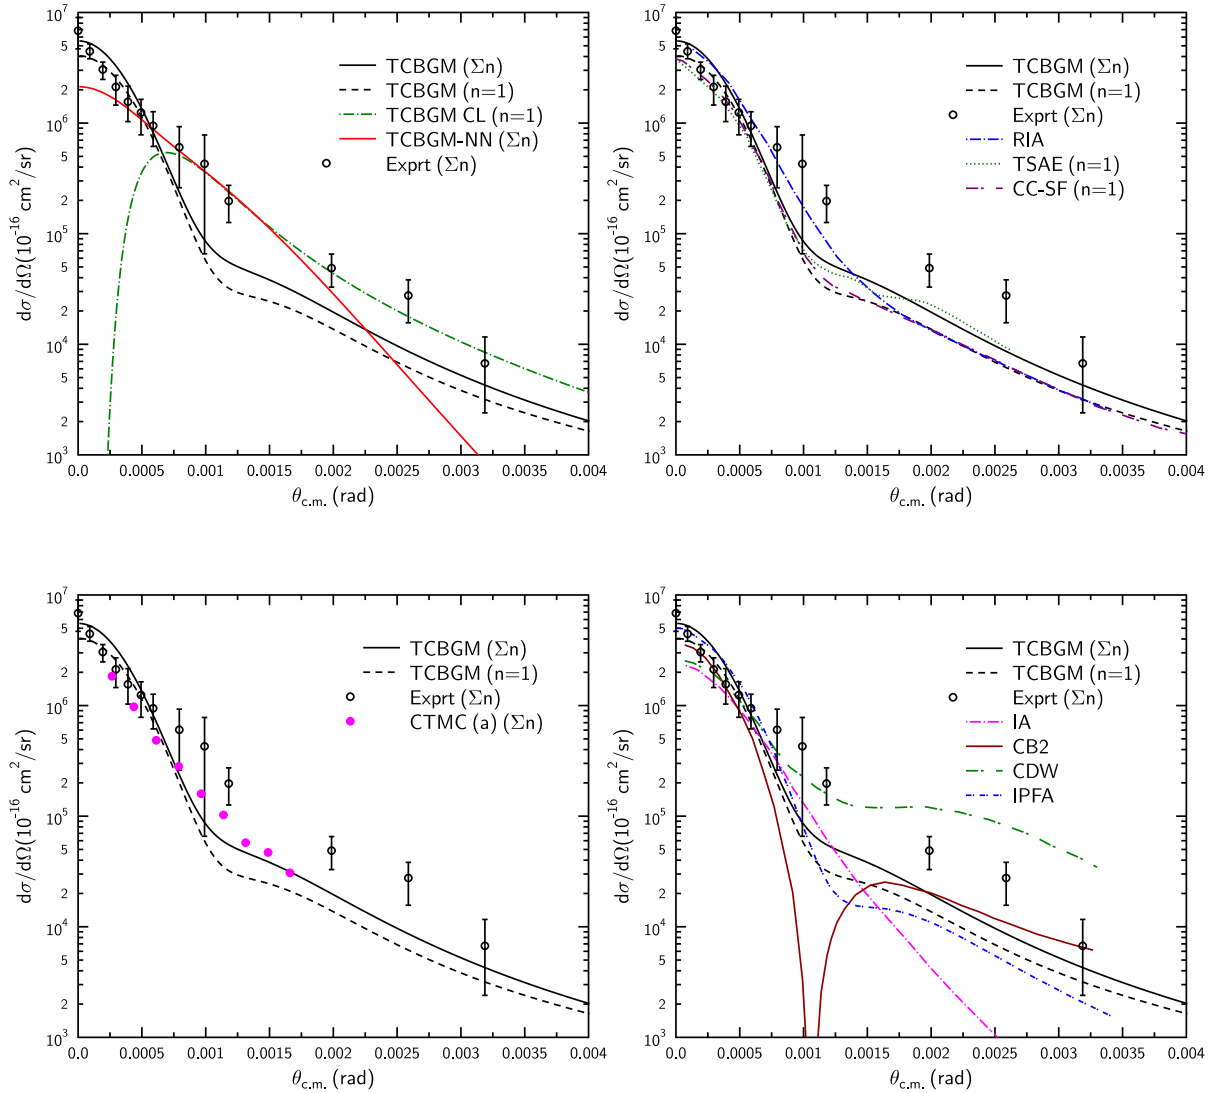 10^7
5
2
10^6
5
2
10^5
5
2
10^4
5
2
10^3
dσ/dΩ(10^-16 cm^2/sr)
TCBGM (Σn)
TCBGM (n=1)
TCBGM CL (n=1)
TCBGM-NN (Σn)
Exprt (Σn)
0.0 0.0005 0.001 0.0015 0.002 0.0025 0.003 0.0035 0.004
θc.m. (rad)
10^7
5
2
10^6
5
2
10^5
5
2
10^4
5
2
10^3
dσ/dΩ(10^-16 cm^2/sr)
TCBGM (Σn)
TCBGM (n=1)
Exprt (Σn)
RIA
TSAE (n=1)
CC-SF (n=1)
0.0 0.0005 0.001 0.0015 0.002 0.0025 0.003 0.0035 0.004
θc.m. (rad)
10^7
5
2
10^6
5
2
10^5
5
2
10^4
5
2
10^3
dσ/dΩ(10^-16 cm^2/sr)
TCBGM (Σn)
TCBGM (n=1)
Exprt (Σn)
CTMC (a) (Σn)
0.0 0.0005 0.001 0.0015 0.002 0.0025 0.003 0.0035 0.004
θc.m. (rad)
10^7
5
2
10^6
5
2
10^5
5
2
10^4
5
2
10^3
dσ/dΩ(10^-16 cm^2/sr)
TCBGM (Σn)
TCBGM (n=1)
Exprt (Σn)
IA
CB2
CDW
IPFA
0.0 0.0005 0.001 0.0015 0.002 0.0025 0.003 0.0035 0.004
θc.m. (rad)